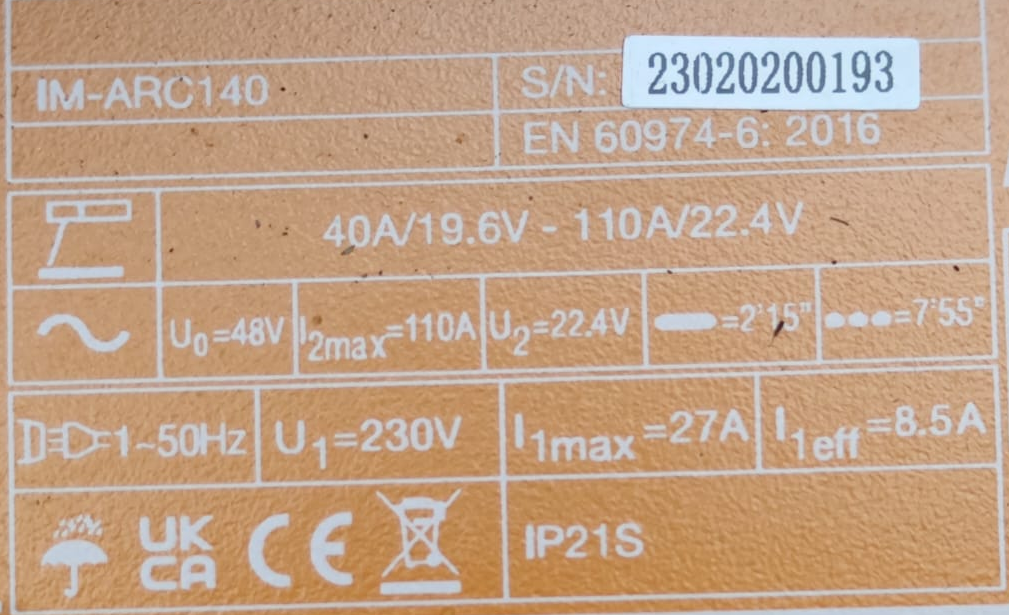 IM-ARC140
S/N: 23020200193
EN 60974-6: 2016
40A/19.6V - 110A/22.4V
U₀=48V
I₂max=110A
U₂=22.4V
=2'15"
=7'55"
1~50Hz
U₁=230V
I₁max=27A
I₁eff=8.5A
UK
CA
CE
IP21S